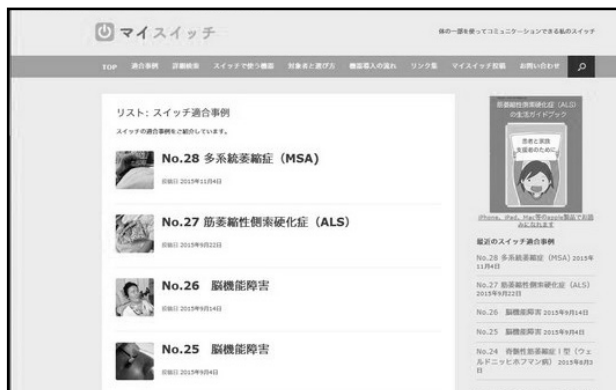 マイスイッチ
体の一部を使ってコミュニケーションできる私のスイッチ
TOP 適合事例 詳細検索 スイッチで使う機器 対象者と選び方 機器導入の流れ リンク集 マイスイッチ投稿 お問い合わせ
リスト: スイッチ適合事例
スイッチの適合事例をご紹介しています。
No.28 多系統萎縮症（MSA）
投稿日 2015年11月4日
No.27 筋萎縮性側索硬化症（ALS）
投稿日 2015年9月22日
No.26 脳機能障害
投稿日 2015年9月14日
No.25 脳機能障害
投稿日 2015年9月4日
筋萎縮性側索硬化症（ALS）
の生活ガイドブック
患者と家族
支援者のために
iPhone、iPad、Mac等のapple製品でお読
みになれます
最近のスイッチ適合事例
No.28 多系統萎縮症（MSA）2015年
11月4日
No.27 筋萎縮性側索硬化症（ALS）
2015年9月22日
No.26 脳機能障害 2015年9月14日
No.25 脳機能障害 2015年9月4日
No.24 脊髄性筋萎縮症Ⅰ型（ウェ
ルドニッヒホフマン病）2015年8月3
日